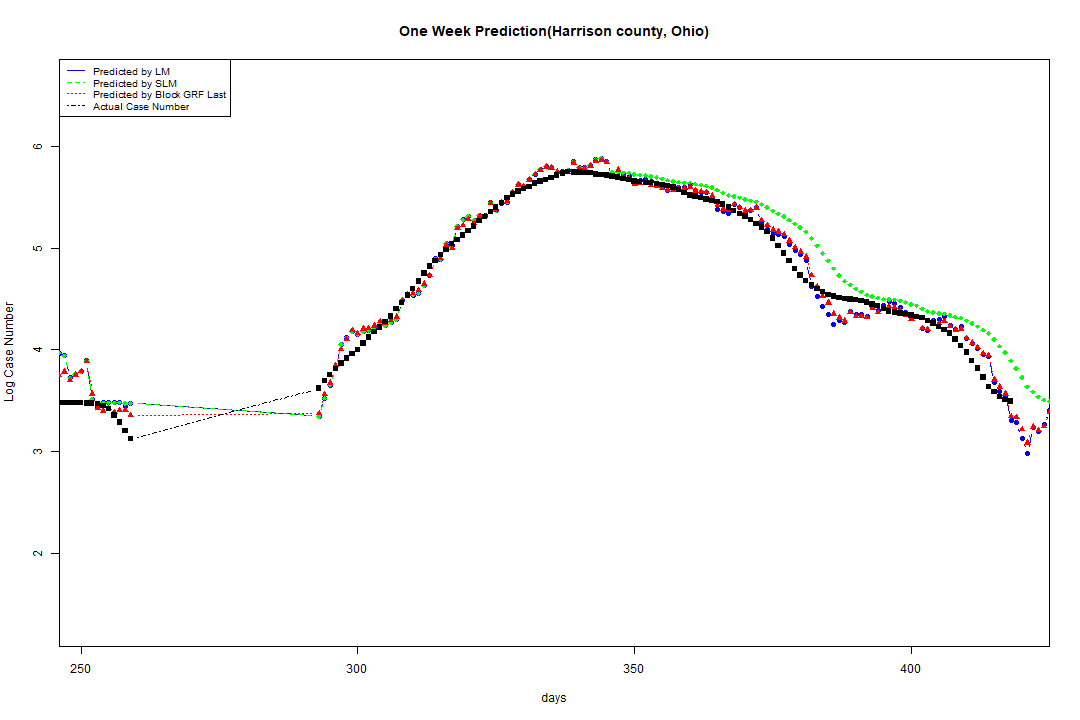 One Week Prediction(Harrison county, Ohio)
Predicted by LM
Predicted by SLM
Predicted by Block GRF Last
Actual Case Number
6
5
4
3
2
Log Case Number
250
300
350
400
days